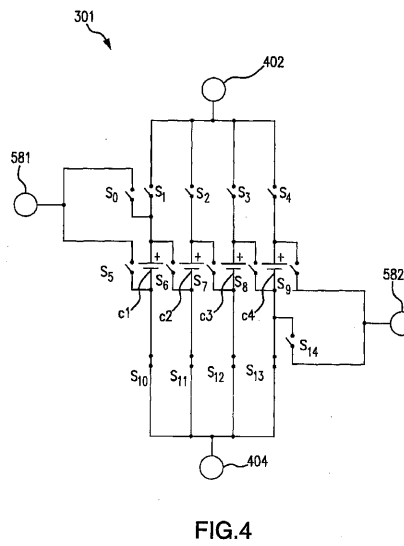 301
402
581
S0 S1 S2 S3 S4
+ + + +
S5 S6 S7 S8 S9
582
c1 c2 c3 c4
S14
S10 S11 S12 S13
404
FIG.4